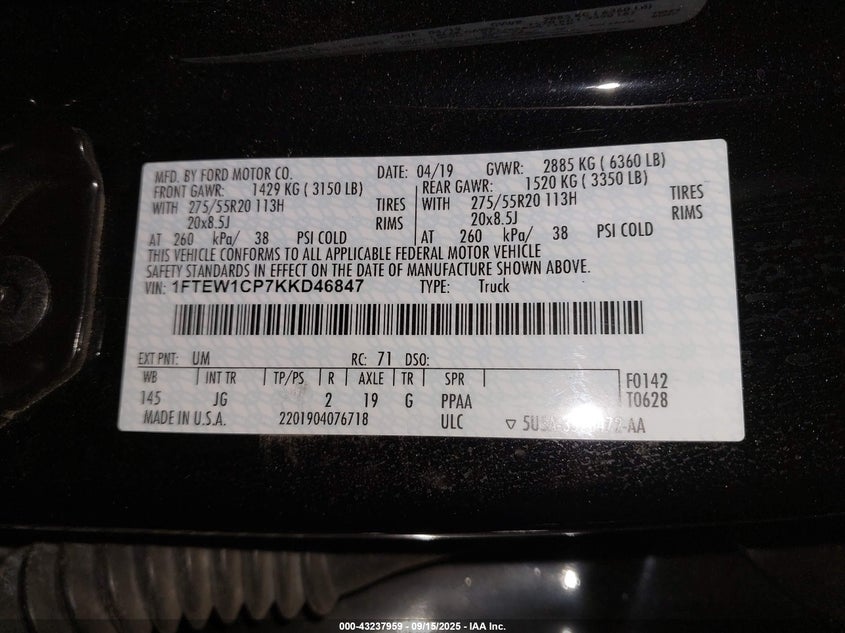 MFD. BY FORD MOTOR CO. DATE: 04/19 GVWR: 2885 KG ( 6360 LB)
FRONT GAWR: 1429 KG ( 3150 LB) REAR GAWR: 1520 KG ( 3350 LB)
WITH 275/55R20 113H TIRES WITH 275/55R20 113H TIRES
20x8.5J RIMS 20x8.5J RIMS
AT 260 kPa/ 38 PSI COLD AT 260 kPa/ 38 PSI COLD
THIS VEHICLE CONFORMS TO ALL APPLICABLE FEDERAL MOTOR VEHICLE
SAFETY STANDARDS IN EFFECT ON THE DATE OF MANUFACTURE SHOWN ABOVE.
VIN: 1FTEW1CP7KKD46847 TYPE: Truck
EXT PNT: UM RC: 71 DSO:
WB INT TR TP/PS R AXLE TR SPR F0142
145 JG 2 19 G PPAA T0628
MADE IN U.S.A. 2201904076718 ULC
000-43237959 - 09/15/2025 - IAA Inc.